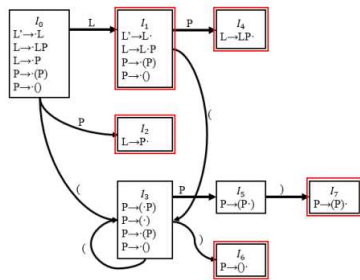 I₀
L'→·L
L→·LP
L→·P
P→·(P)
P→·()
L
I₁
L'→L·
L→L·P
P→·(P)
P→·()
P
I₄
L→LP·
(
P
I₂
L→P·
(
I₃
P→(·P)
P→(·)
P→·(P)
P→·()
(
P
I₅
P→(P·)
)
I₇
P→(P)·
)
I₆
P→()·